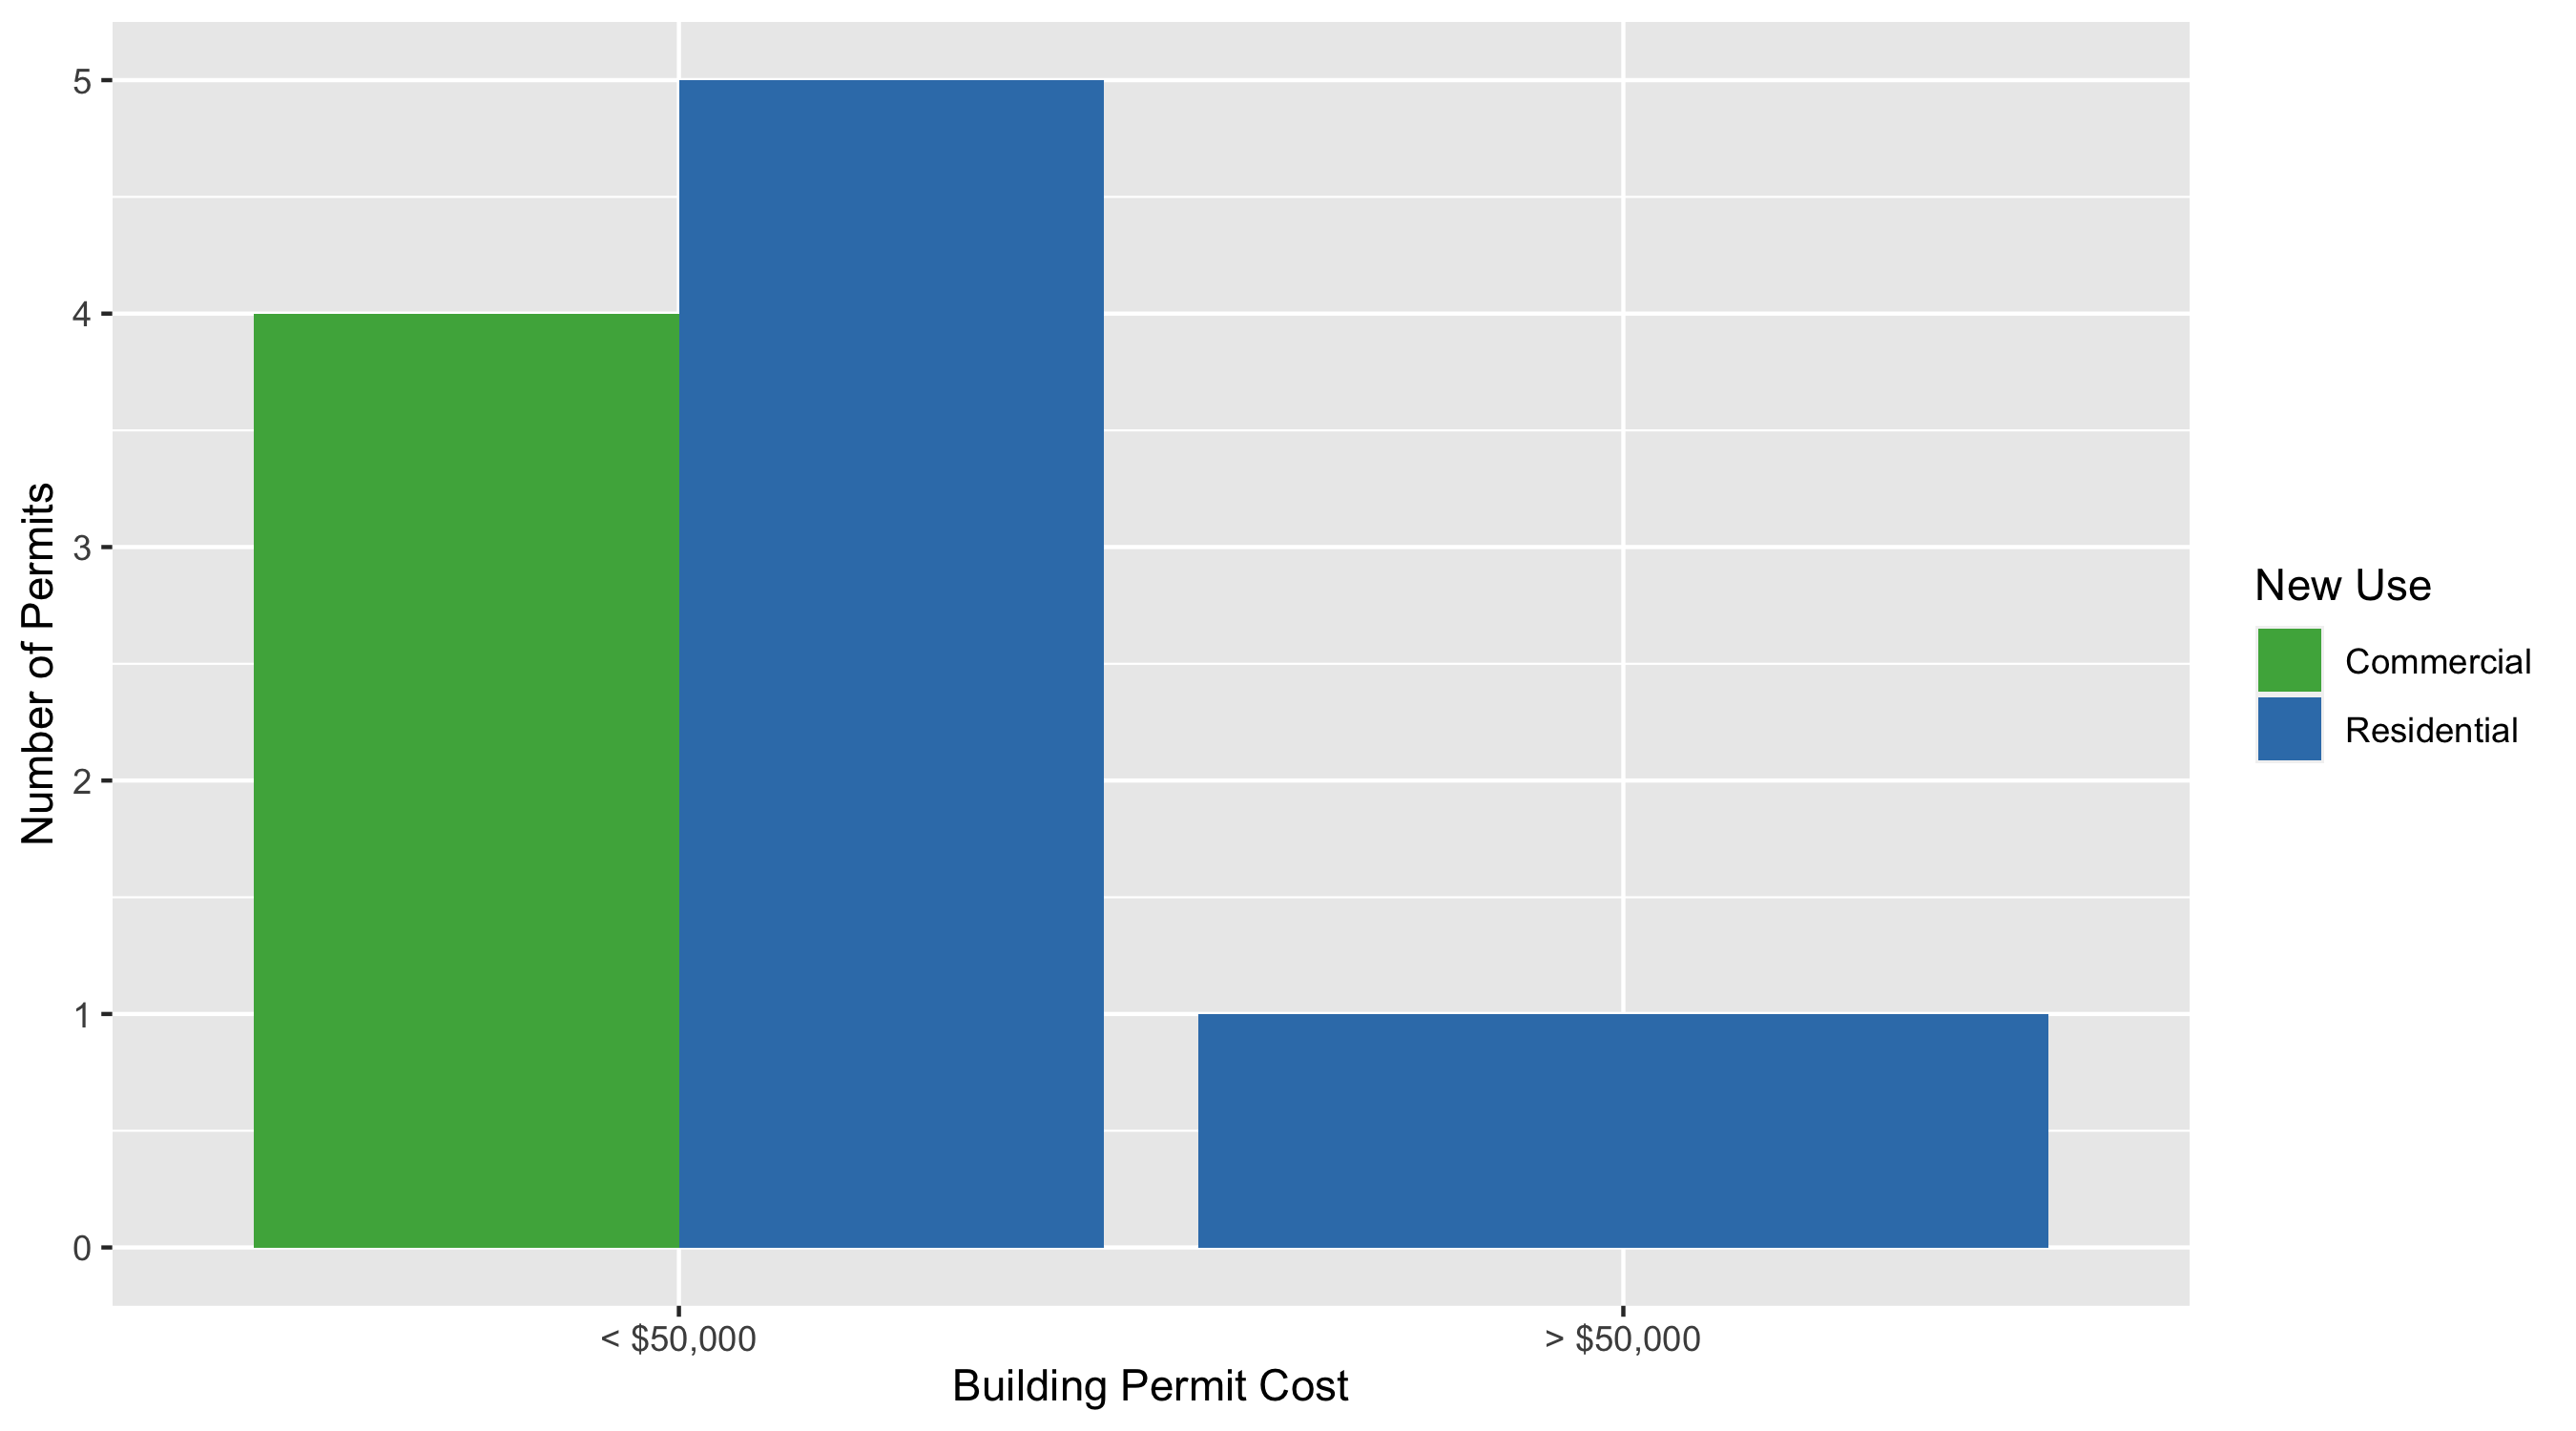 5
4
3
2
1
0
Number of Permits
< $50,000
> $50,000
Building Permit Cost
New Use
Commercial
Residential